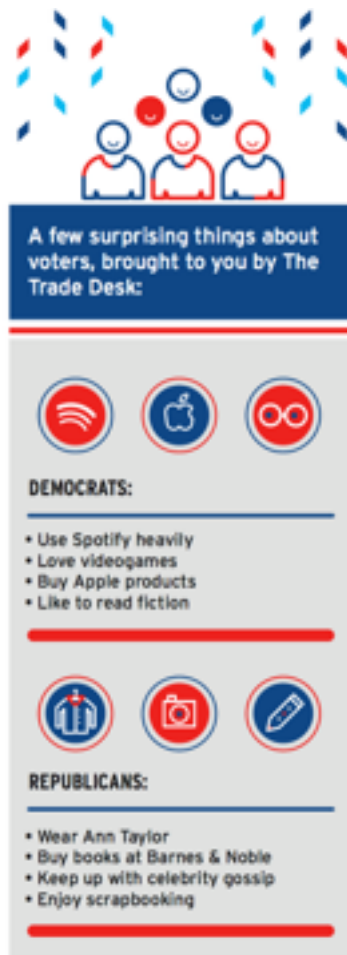 A few surprising things about
voters, brought to you by The
Trade Desk:
DEMOCRATS:
• Use Spotify heavily
• Love videogames
• Buy Apple products
• Like to read fiction
REPUBLICANS:
• Wear Ann Taylor
• Buy books at Barnes & Noble
• Keep up with celebrity gossip
• Enjoy scrapbooking